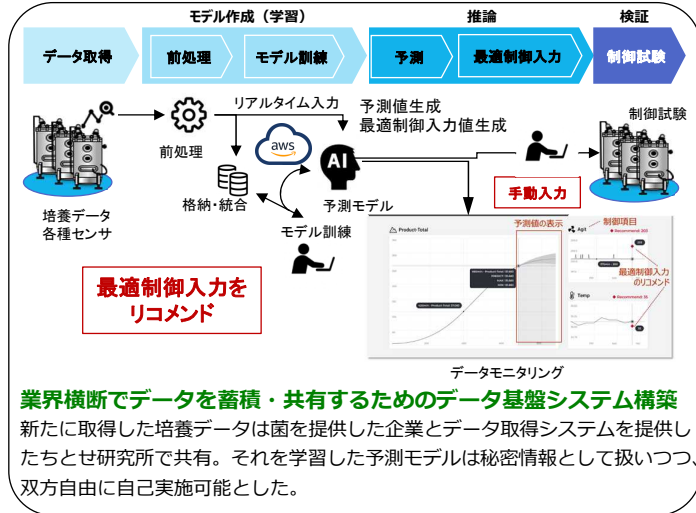 モデル作成（学習）
推論
検証
データ取得
前処理
モデル訓練
予測
最適制御入力
制御試験
リアルタイム入力
予測値生成
最適制御入力値生成
制御試験
前処理
aws
AI
手動入力
格納・統合
予測モデル
培養データ
各種センサ
モデル訓練
最適制御入力を
リコメンド
Product-Total
予測値の表示
制御項目
Agit
最適制御入力
のリコメンド
Temp
データモニタリング
業界横断でデータを蓄積・共有するためのデータ基盤システム構築
新たに取得した培養データは菌を提供した企業とデータ取得システムを提供し
たちとせ研究所で共有。それを学習した予測モデルは秘密情報として扱いつつ、
双方自由に自己実施可能とした。